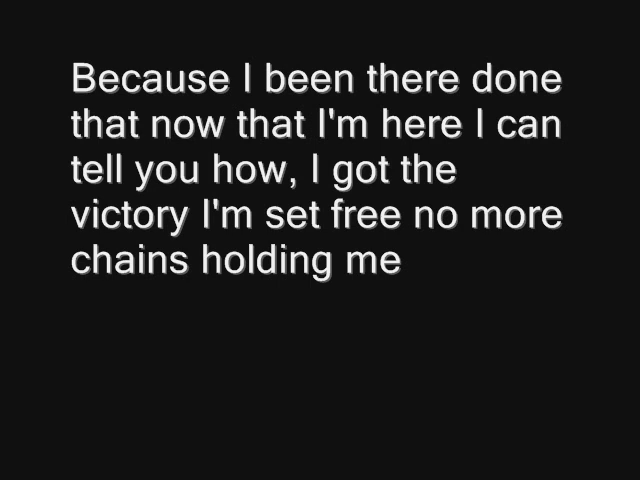 Because I been there done
that now that I'm here I can
tell you how, I got the
victory I'm set free no more
chains holding me